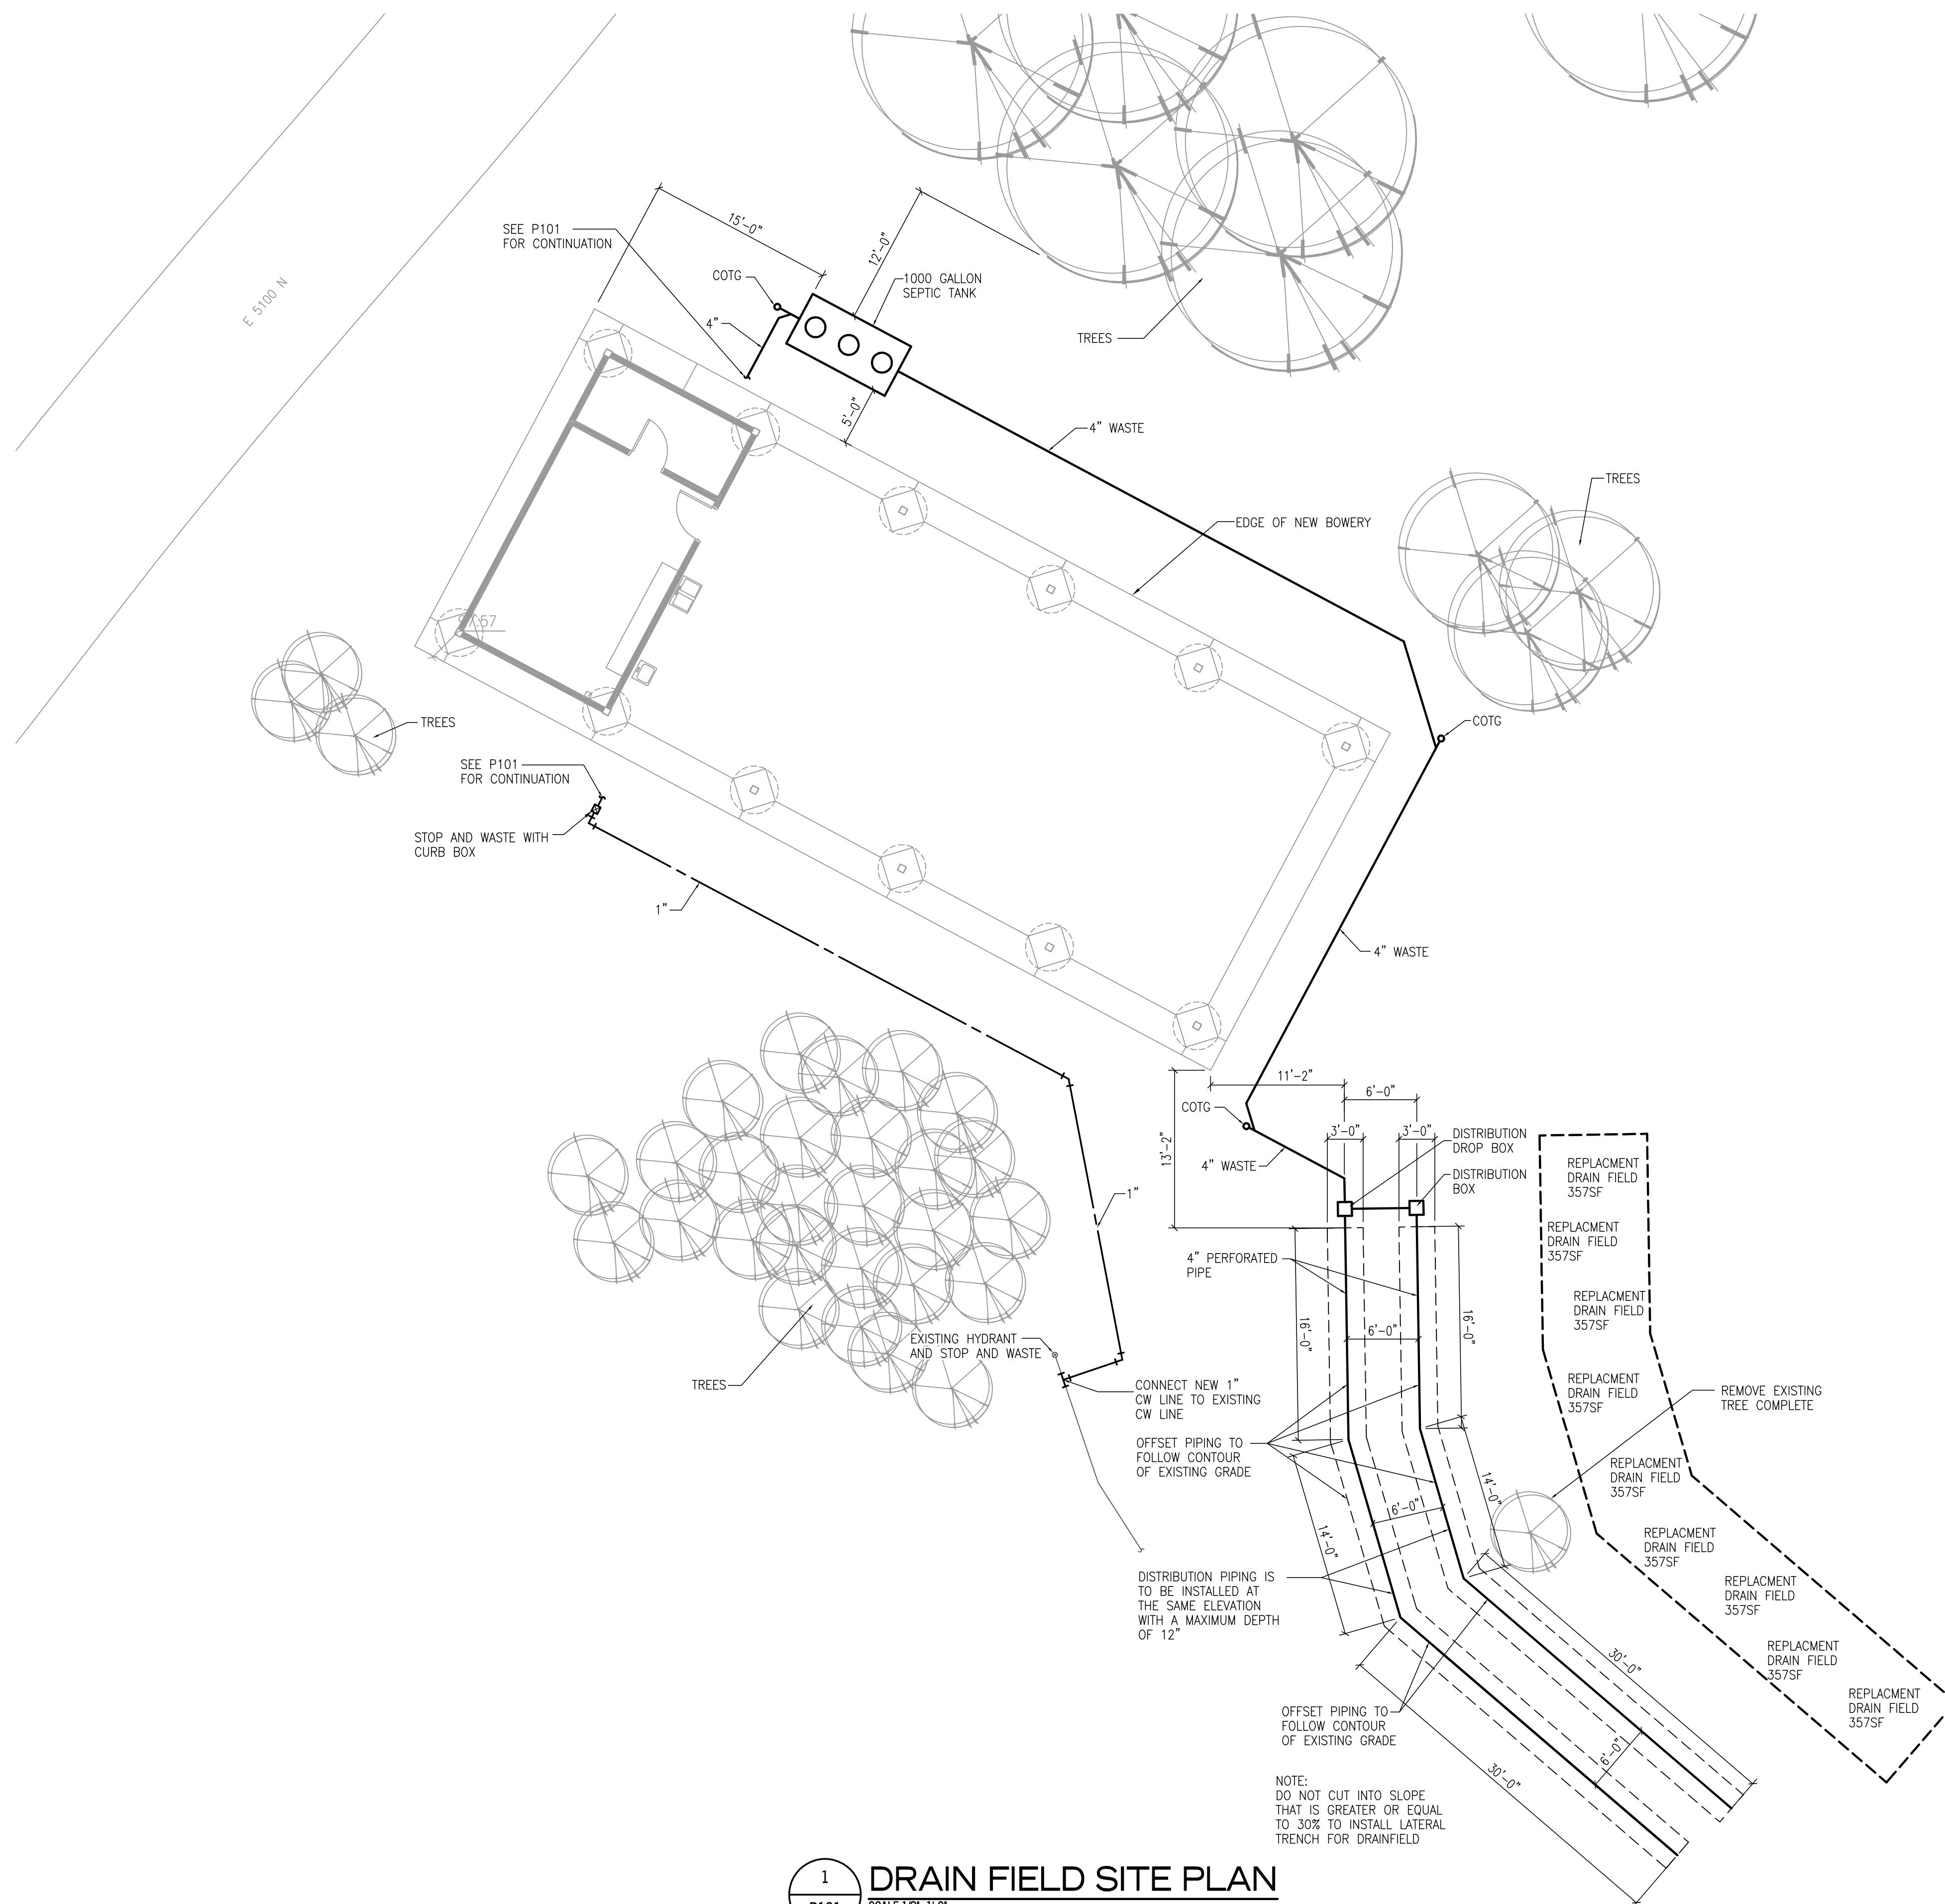 E 5100 N
SEE P101
FOR CONTINUATION
15'-0"
12'-0"
COTG
1000 GALLON
SEPTIC TANK
4"
TREES
5'-0"
4" WASTE
TREES
EDGE OF NEW BOWERY
TREES
COTG
SEE P101
FOR CONTINUATION
STOP AND WASTE WITH
CURB BOX
1"
4" WASTE
11'-2"
6'-0"
COTG
3'-0"
3'-0"
DISTRIBUTION
DROP BOX
13'-2"
4" WASTE
DISTRIBUTION
BOX
1"
REPLACMENT
DRAIN FIELD
357SF
REPLACMENT
DRAIN FIELD
357SF
4" PERFORATED
PIPE
REPLACMENT
DRAIN FIELD
357SF
16'-0"
6'-0"
16'-0"
EXISTING HYDRANT
AND STOP AND WASTE
TREES
CONNECT NEW 1"
CW LINE TO EXISTING
CW LINE
REPLACMENT
DRAIN FIELD
357SF
REMOVE EXISTING
TREE COMPLETE
OFFSET PIPING TO
FOLLOW CONTOUR
OF EXISTING GRADE
REPLACMENT
DRAIN FIELD
357SF
14'-0"
6'-0"
14'-0"
REPLACMENT
DRAIN FIELD
357SF
DISTRIBUTION PIPING IS
TO BE INSTALLED AT
THE SAME ELEVATION
WITH A MAXIMUM DEPTH
OF 12"
REPLACMENT
DRAIN FIELD
357SF
REPLACMENT
DRAIN FIELD
357SF
30'-0"
REPLACMENT
DRAIN FIELD
357SF
OFFSET PIPING TO
FOLLOW CONTOUR
OF EXISTING GRADE
6'-0"
30'-0"
NOTE:
DO NOT CUT INTO SLOPE
THAT IS GREATER OR EQUAL
TO 30% TO INSTALL LATERAL
TRENCH FOR DRAINFIELD
1
DRAIN FIELD SITE PLAN